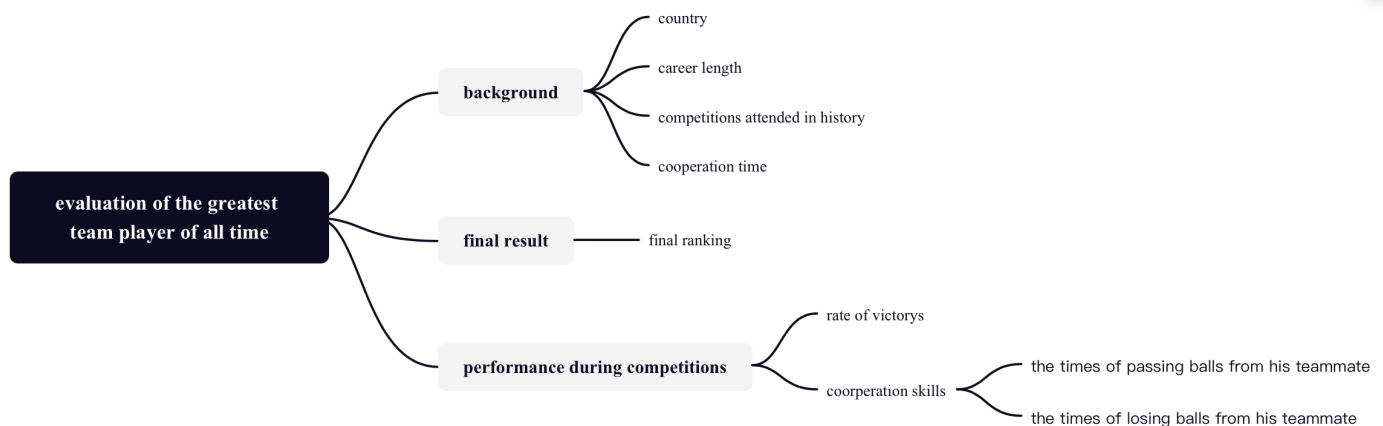 country
career length
background
competitions attended in history
cooperation time
evaluation of the greatest
team player of all time
final result
final ranking
rate of victorys
performance during competitions
coorperation skills
the times of passing balls from his teammate
the times of losing balls from his teammate